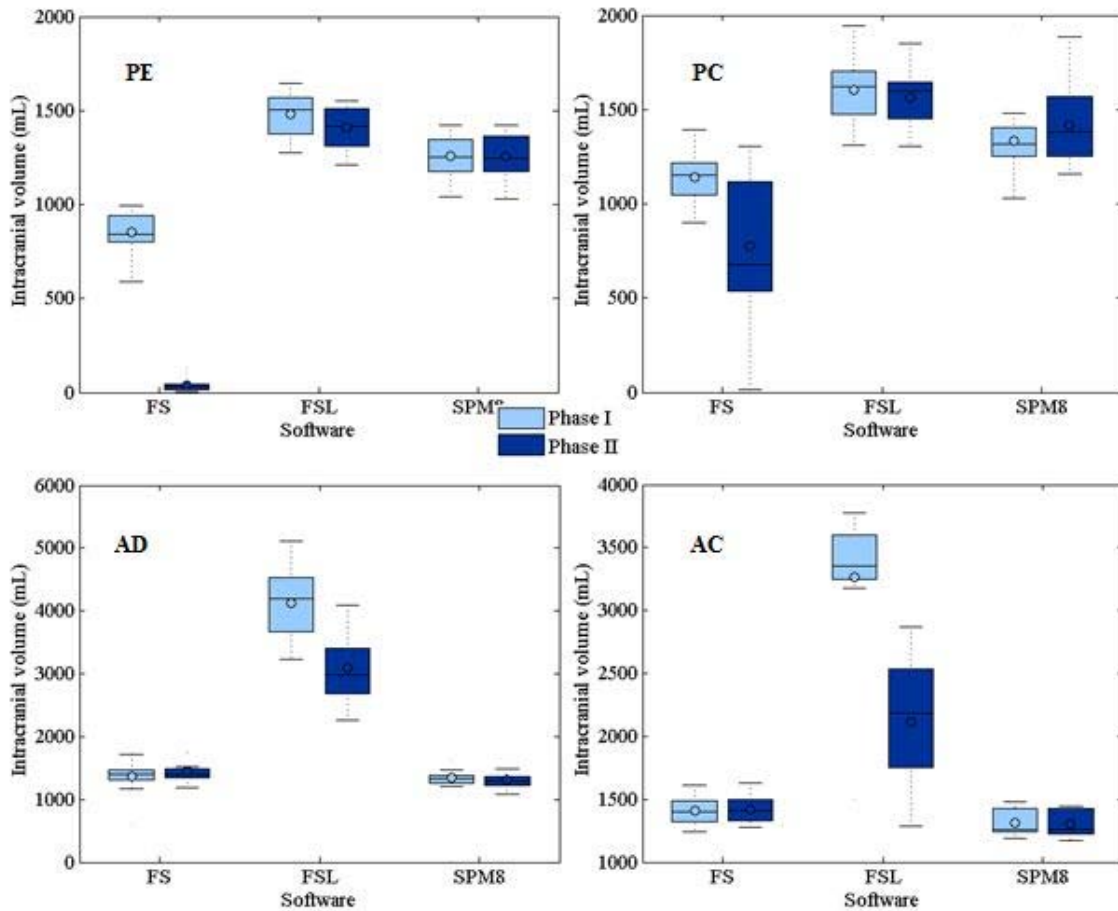 2000
1500
1000
500
0
Intracranial volume (mL)
PE
FS
FSL
SPM8
Software
2000
1500
1000
500
0
Intracranial volume (mL)
PC
FS
FSL
SPM8
Software
Phase I
Phase II
6000
5000
4000
3000
2000
1000
0
Intracranial volume (mL)
AD
FS
FSL
SPM8
Software
4000
3500
3000
2500
2000
1500
1000
Intracranial volume (mL)
AC
FS
FSL
SPM8
Software